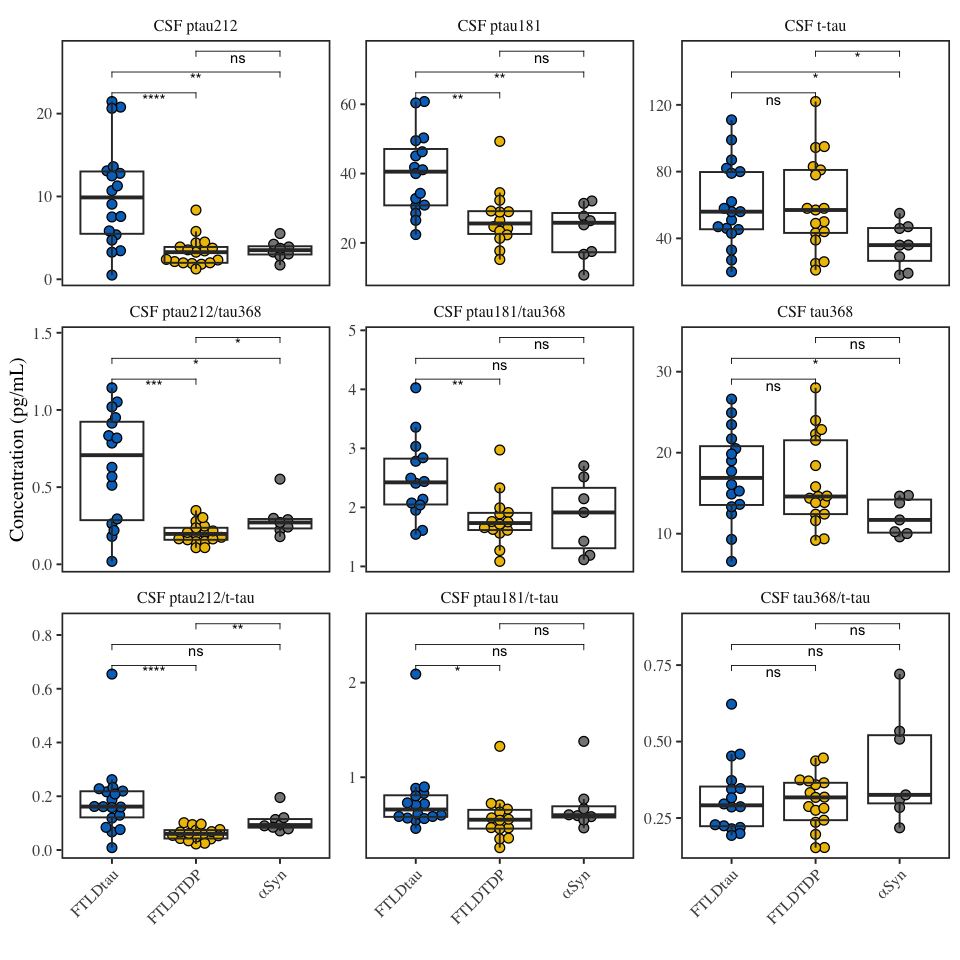 CSF ptau212
CSF ptau181
CSF t-tau
ns
**
****
20
10
0
ns
**
**
60
40
20
*
*
ns
120
80
40
CSF ptau212/tau368
CSF ptau181/tau368
CSF tau368
Concentration (pg/mL)
*
*
***
1.5
1.0
0.5
0.0
ns
ns
**
5
4
3
2
1
ns
*
ns
30
20
10
CSF ptau212/t-tau
CSF ptau181/t-tau
CSF tau368/t-tau
**
ns
****
0.8
0.6
0.4
0.2
0.0
ns
ns
*
2
1
ns
ns
ns
0.75
0.50
0.25
FTLDtau
FTLDTDP
αSyn
FTLDtau
FTLDTDP
αSyn
FTLDtau
FTLDTDP
αSyn